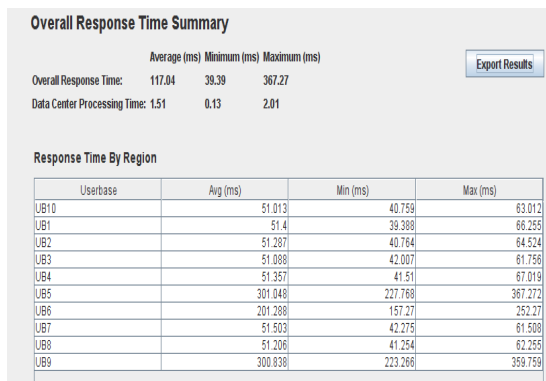 Overall Response Time Summary
Average (ms) Minimum (ms) Maximum (ms)
Export Results
Overall Response Time: 117.04 39.39 367.27
Data Center Processing Time: 1.51 0.13 2.01
Response Time By Region
Userbase Avg (ms) Min (ms) Max (ms)
UB10 51.013 40.759 63.012
UB1 51.4 39.388 66.255
UB2 51.287 40.764 64.524
UB3 51.088 42.007 61.756
UB4 51.357 41.51 67.019
UB5 301.048 227.768 367.272
UB6 201.288 157.27 252.27
UB7 51.503 42.275 61.508
UB8 51.206 41.254 62.255
UB9 300.838 223.266 359.759